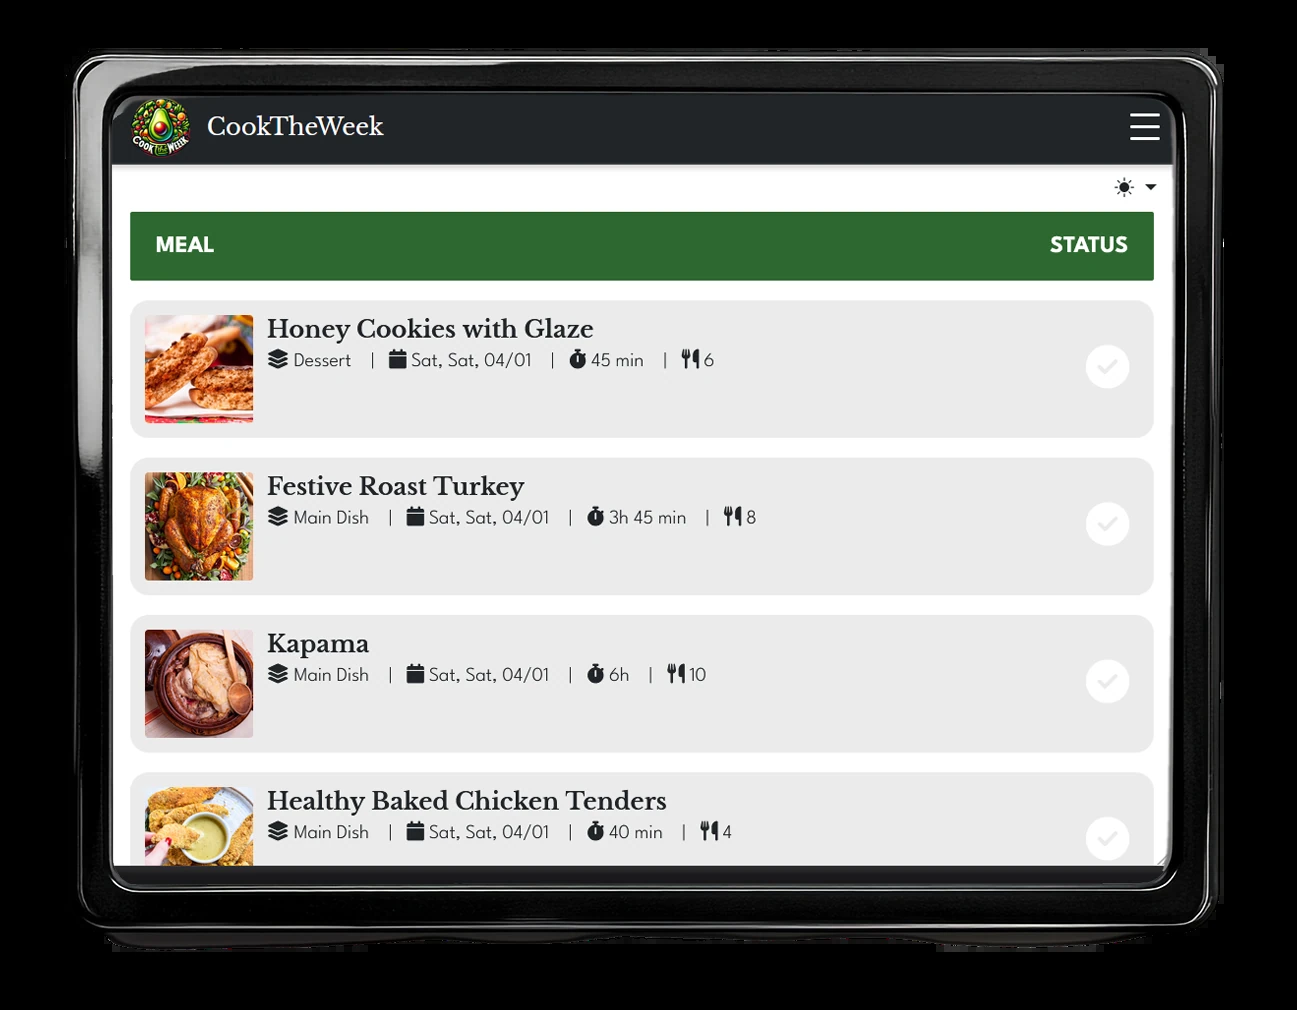 COOK the WEEK
CookTheWeek
MEAL STATUS
Honey Cookies with Glaze
Dessert | Sat, Sat, 04/01 | 45 min | 6
Festive Roast Turkey
Main Dish | Sat, Sat, 04/01 | 3h 45 min | 8
Kapama
Main Dish | Sat, Sat, 04/01 | 6h | 10
Healthy Baked Chicken Tenders
Main Dish | Sat, Sat, 04/01 | 40 min | 4